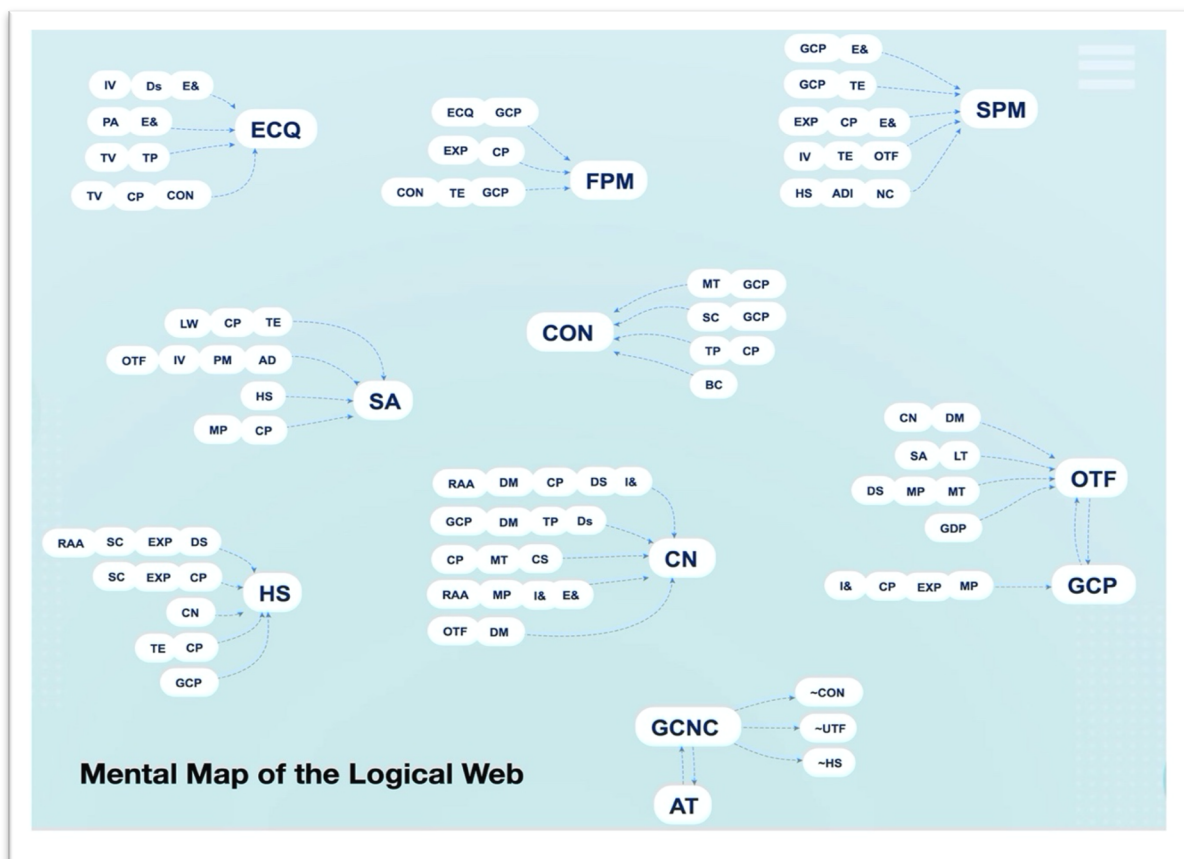 IV Ds E&
PA E&
TV TP
TV CP CON
ECQ
ECQ GCP
EXP CP
CON TE GCP
FPM
GCP E&
GCP TE
EXP CP E&
IV TE OTF
HS ADI NC
SPM
LW CP TE
OTF IV PM AD
HS
MP CP
SA
CON
MT GCP
SC GCP
TP CP
BC
CN DM
SA LT
DS MP MT
GDP
OTF
I& CP EXP MP
GCP
RAA SC EXP DS
SC EXP CP
CN
TE CP
GCP
HS
RAA DM CP DS I&
GCP DM TP Ds
CP MT CS
RAA MP I& E&
OTF DM
CN
GCNC
~CON
~UTF
~HS
AT
Mental Map of the Logical Web